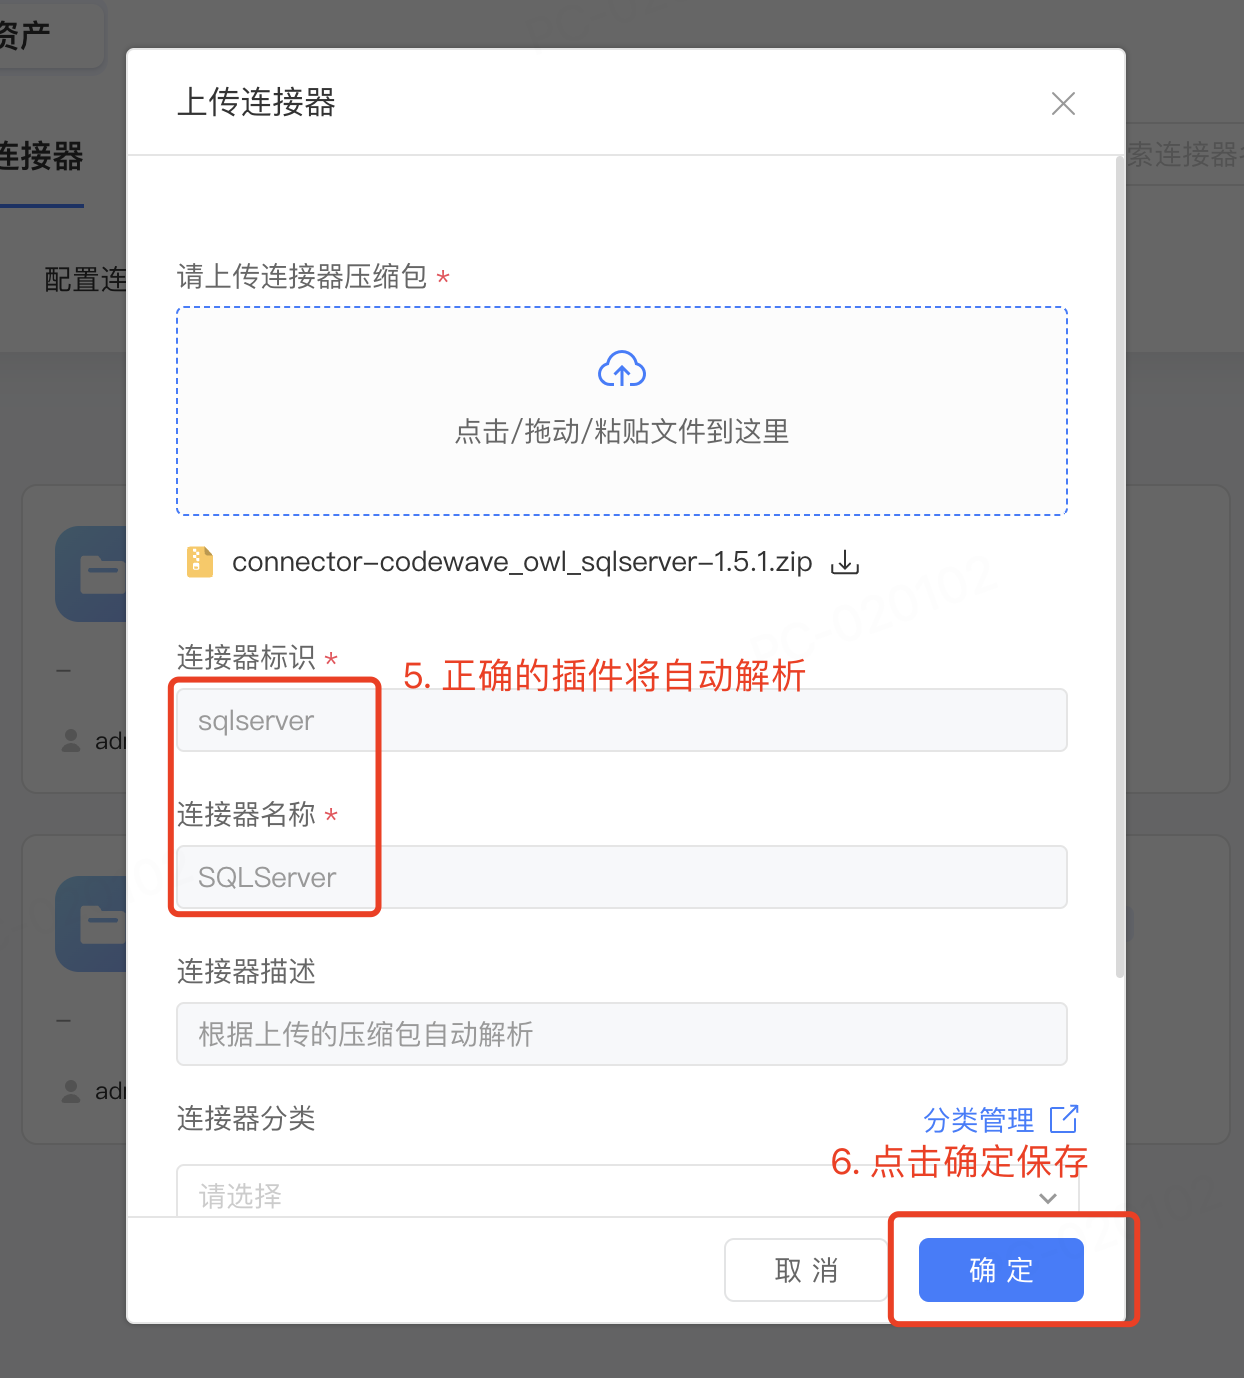 资产
上传连接器
连接器
索连接器
配置连
请上传连接器压缩包 *
点击/拖动/粘贴文件到这里
connector-codewave_owl_sqlserver-1.5.1.zip
PC-020102
连接器标识 *
5. 正确的插件将自动解析
sqlserver
adm
连接器名称 *
SQLServer
连接器描述
根据上传的压缩包自动解析
adm
连接器分类
分类管理
6. 点击确定保存
请选择
取 消
确 定